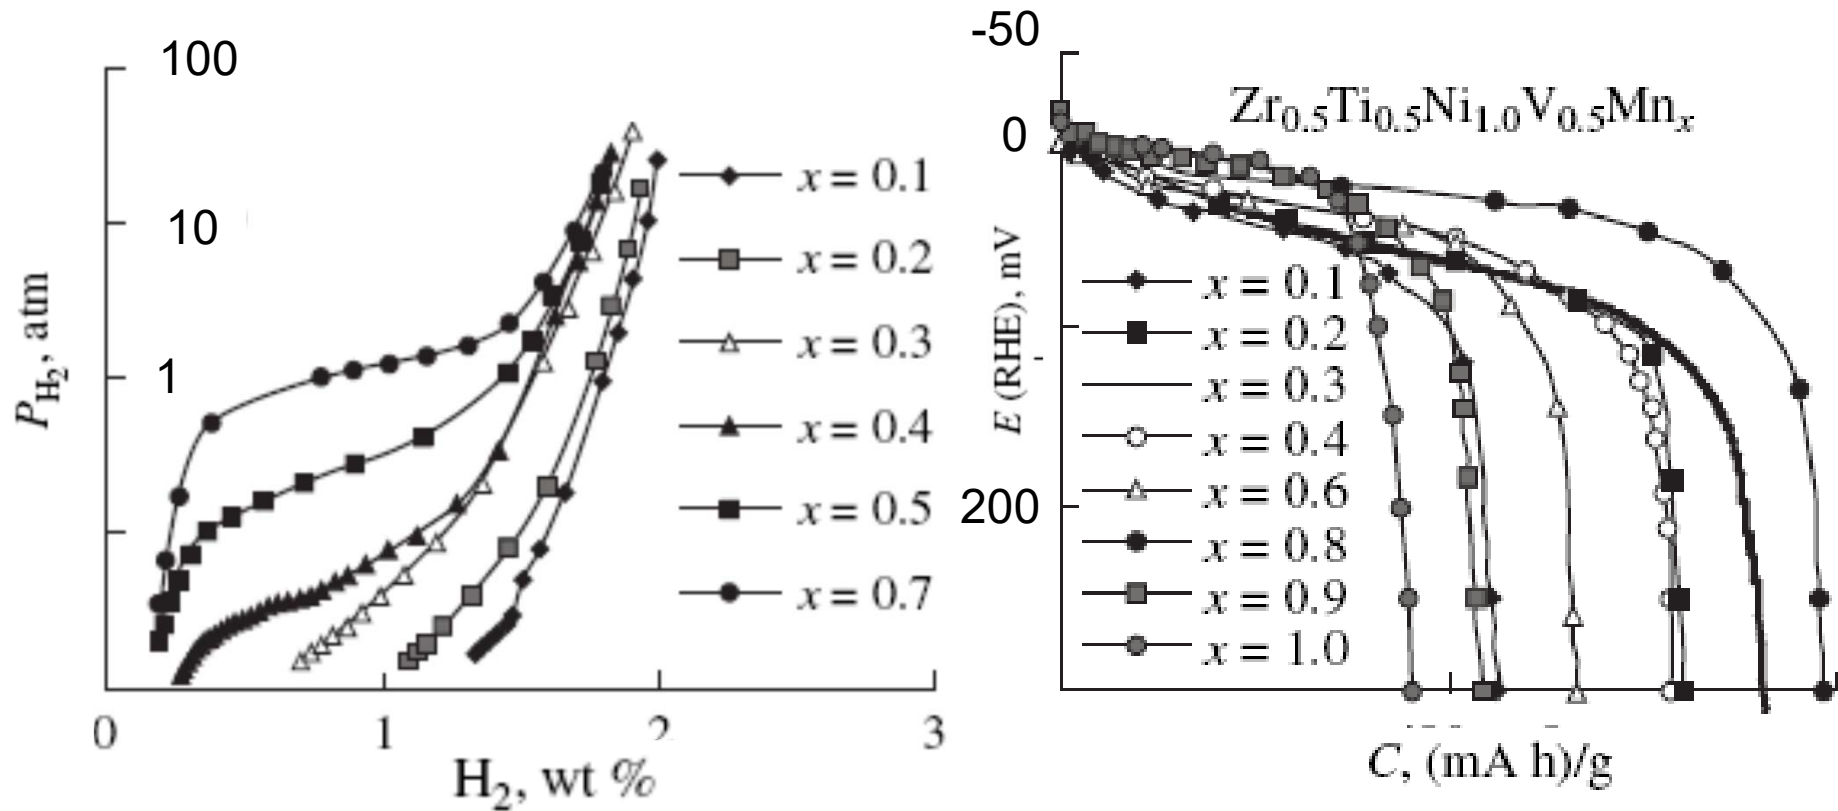 100
10
1
P_H₂, atm
x = 0.1
x = 0.2
x = 0.3
x = 0.4
x = 0.5
x = 0.7
0 1 2 3
H₂, wt %
-50
0
200
E (RHE), mV
Zr₀.₅Ti₀.₅Ni₁.₀V₀.₅Mnₓ
x = 0.1
x = 0.2
x = 0.3
x = 0.4
x = 0.6
x = 0.8
x = 0.9
x = 1.0
C, (mA h)/g